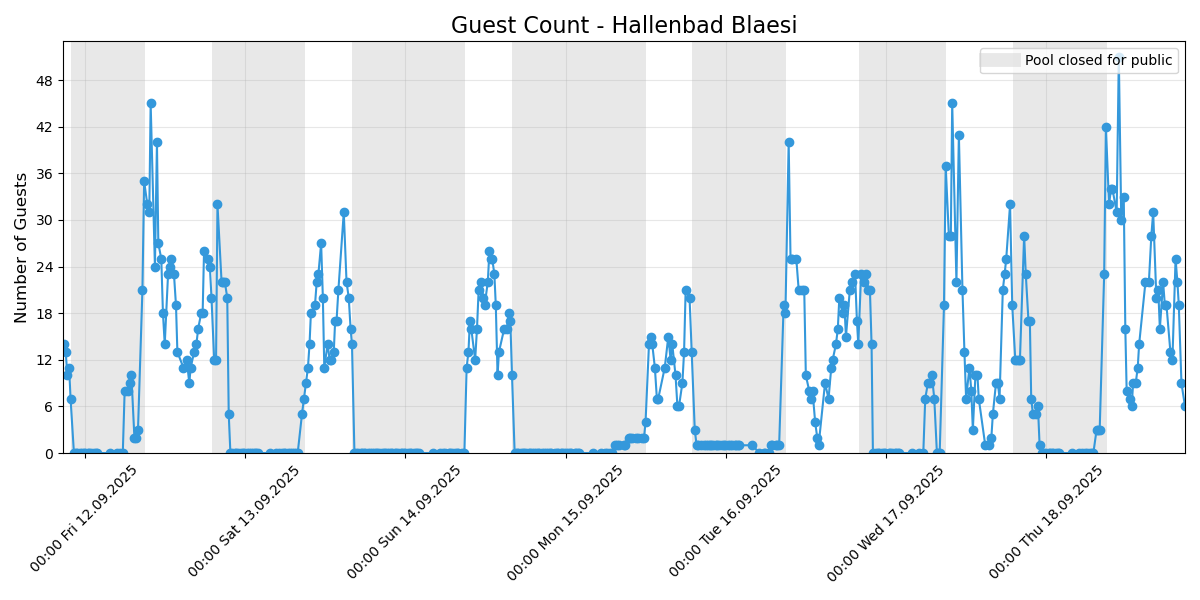 Guest Count - Hallenbad Blaesi
Pool closed for public
Number of Guests
48
42
36
30
24
18
12
6
0
00:00 Fri 12.09.2025
00:00 Sat 13.09.2025
00:00 Sun 14.09.2025
00:00 Mon 15.09.2025
00:00 Tue 16.09.2025
00:00 Wed 17.09.2025
00:00 Thu 18.09.2025